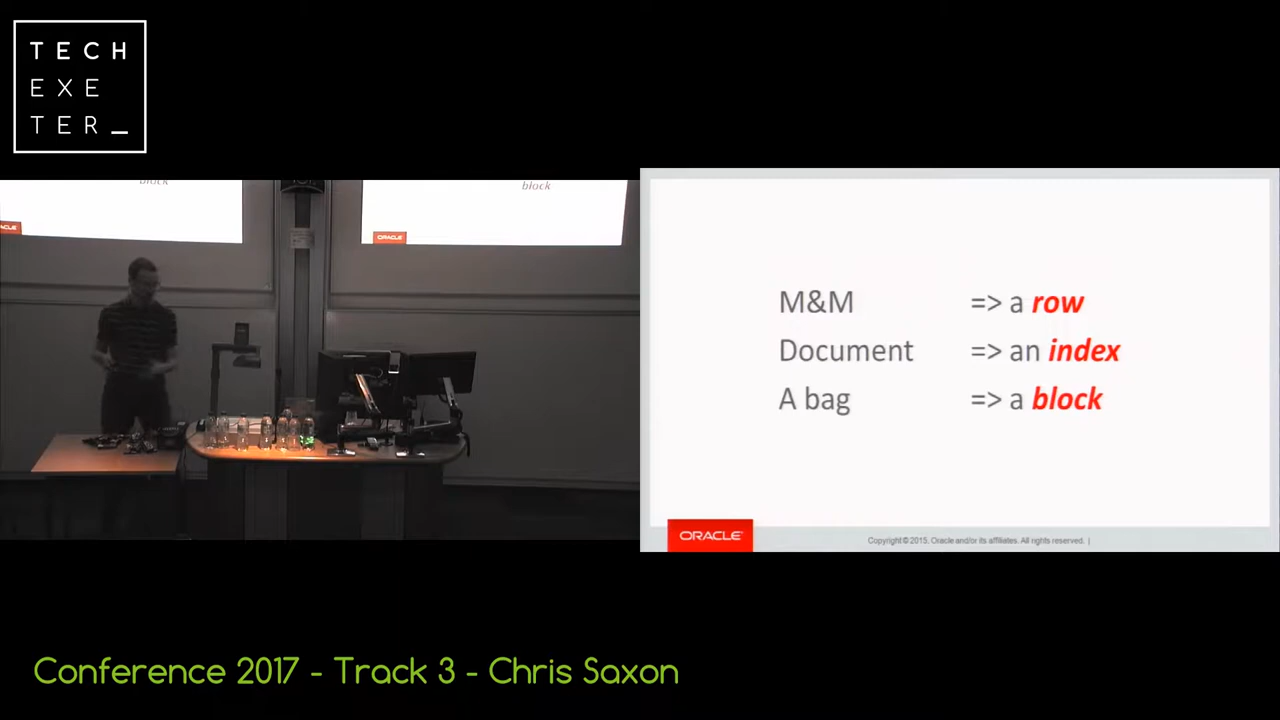 TECH
EXE
TER_
block
block
ORACLE
M&M => a row
Document => an index
A bag => a block
ORACLE
Copyright © 2015. Oracle and/or its affiliates. All rights reserved. |
Conference 2017 - Track 3 - Chris Saxon